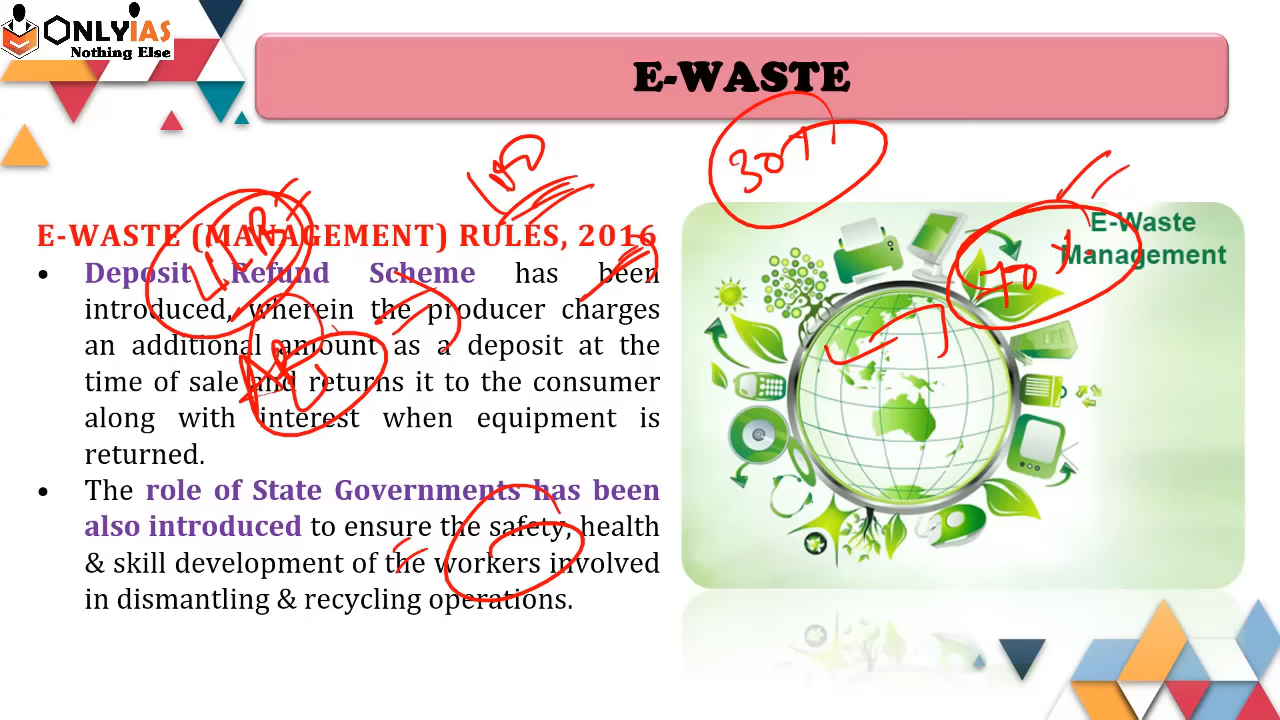 ONLYIAS
Nothing Else
E-WASTE
30%
E-WASTE (MANAGEMENT) RULES, 2016
• Deposit Refund Scheme has been
introduced, wherein the producer charges
an additional amount as a deposit at the
time of sale and returns it to the consumer
along with interest when equipment is
returned.
• The role of State Governments has been
also introduced to ensure the safety, health
& skill development of the workers involved
in dismantling & recycling operations.
E-Waste
Management
70%